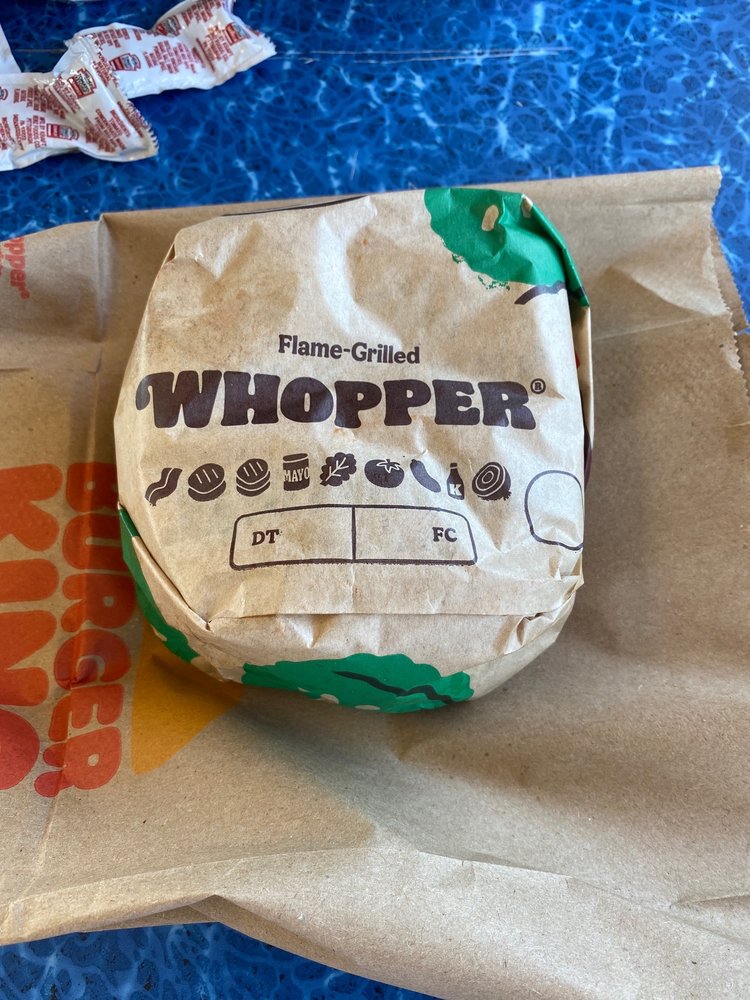 Flame-Grilled
WHOPPER®
MAYO
K
DT FC
BURGER
KING